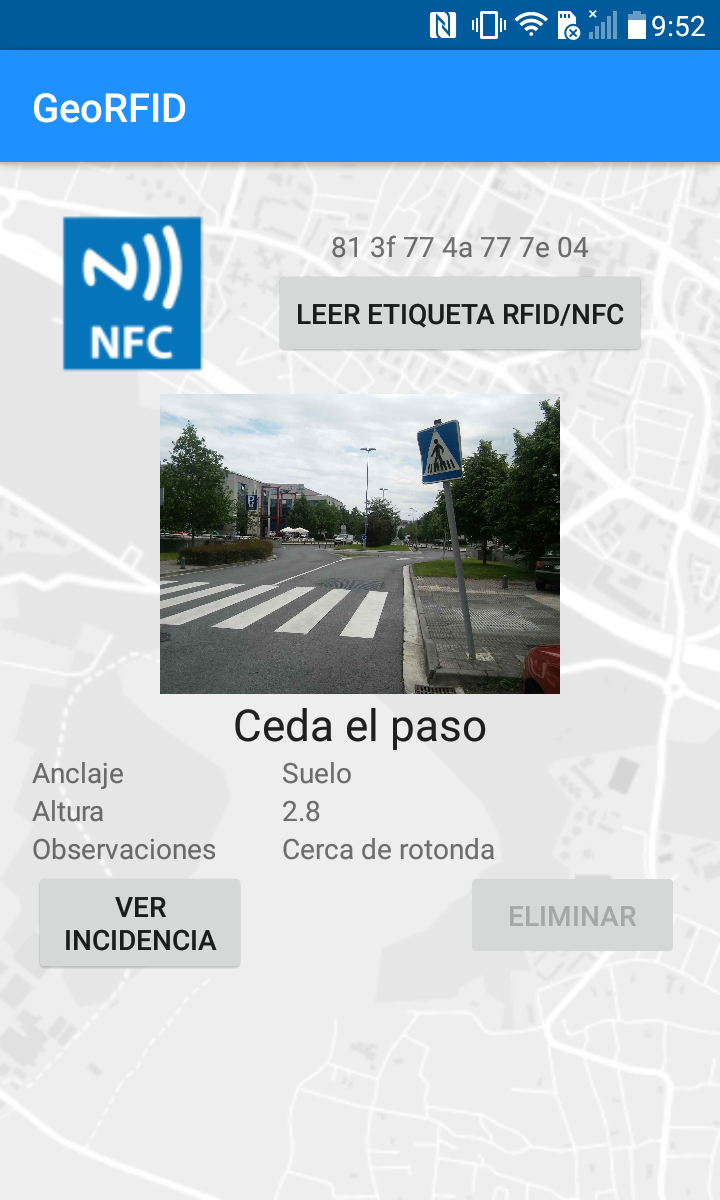 9:52
GeoRFID
NFC
81 3f 77 4a 77 7e 04
LEER ETIQUETA RFID/NFC
P
Ceda el paso
Anclaje Suelo
Altura 2.8
Observaciones Cerca de rotonda
VER
INCIDENCIA
ELIMINAR